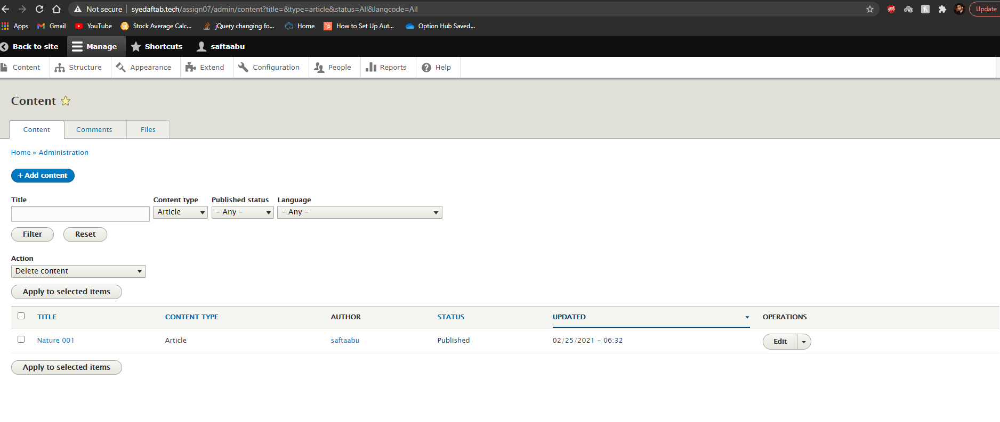 Not secure syedaftab.tech/assign07/admin/content?title=&type=article&status=All&langcode=All ABP Update
Apps Gmail YouTube Stock Average Calc... jQuery changing fo... Home How to Set Up Aut... Option Hub Saved...
Back to site Manage Shortcuts saftaabu
Content Structure Appearance Extend Configuration People Reports Help
Content
Content Comments Files
Home » Administration
+ Add content
Title Content type Published status Language
Article - Any - - Any -
Filter Reset
Action
Delete content
Apply to selected items
TITLE CONTENT TYPE AUTHOR STATUS UPDATED OPERATIONS
Nature 001 Article saftaabu Published 02/25/2021 - 06:32 Edit
Apply to selected items